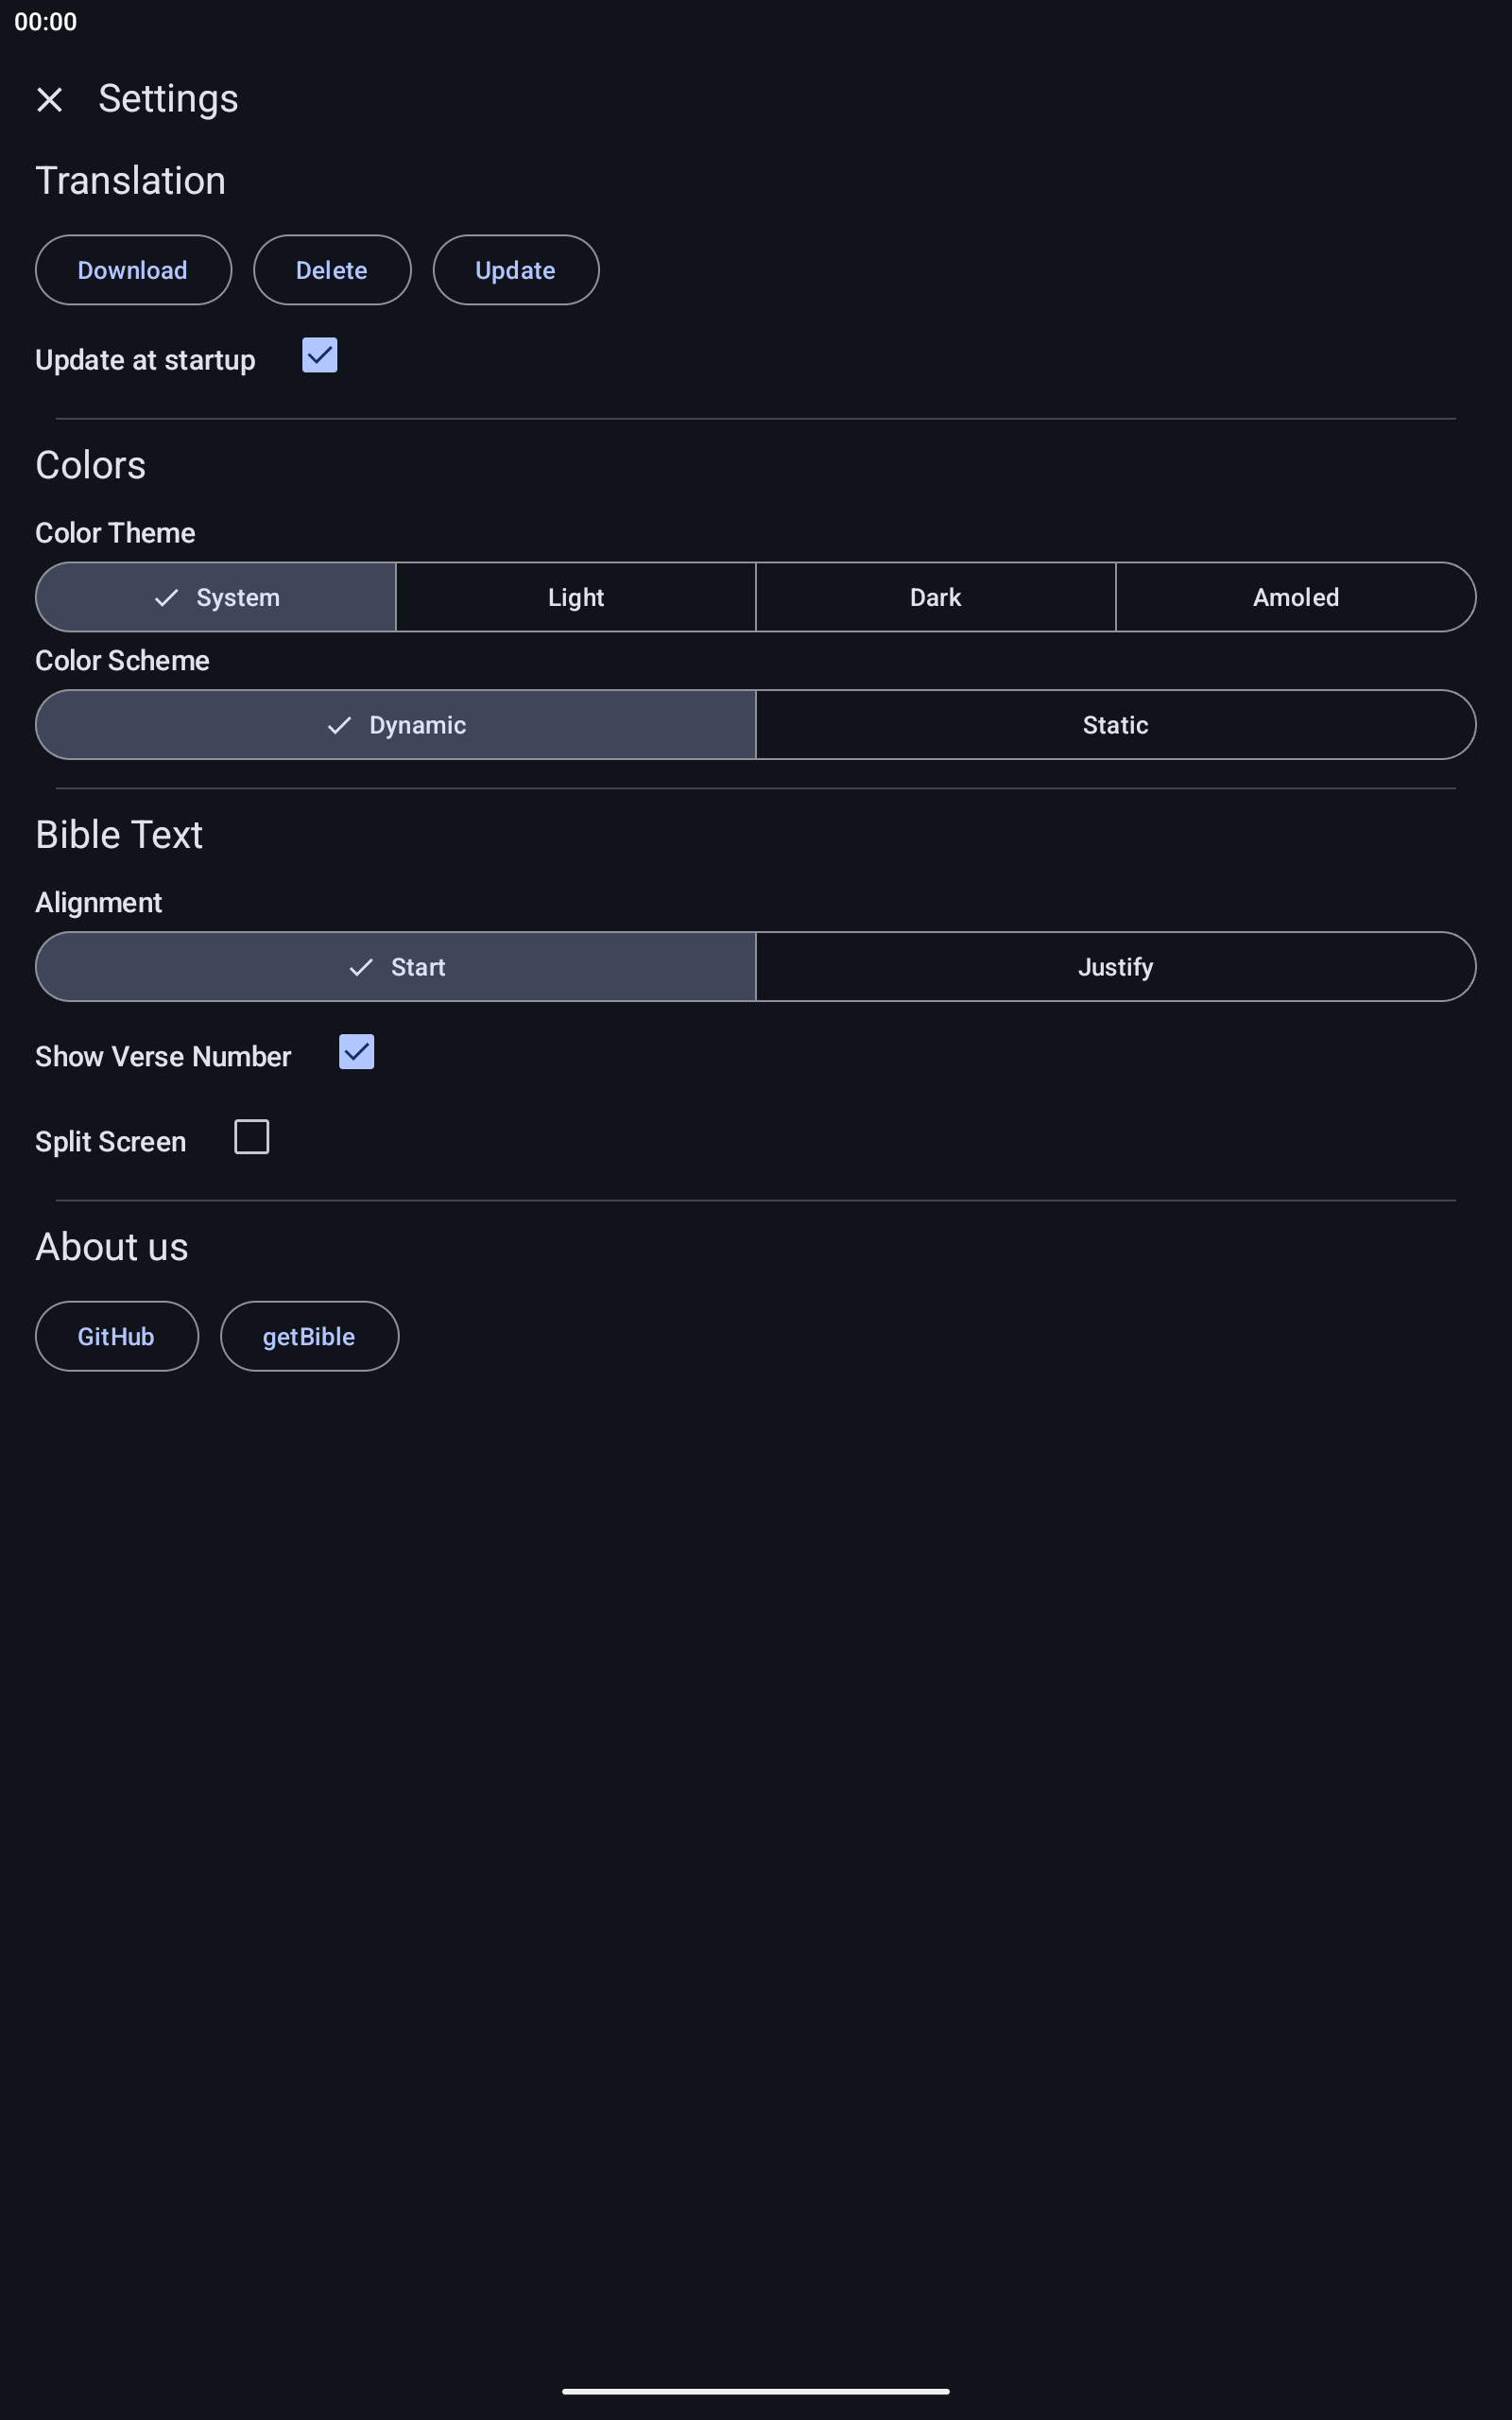 00:00
Settings
Translation
Download Delete Update
Update at startup
Colors
Color Theme
System Light Dark Amoled
Color Scheme
Dynamic Static
Bible Text
Alignment
Start Justify
Show Verse Number
Split Screen
About us
GitHub getBible